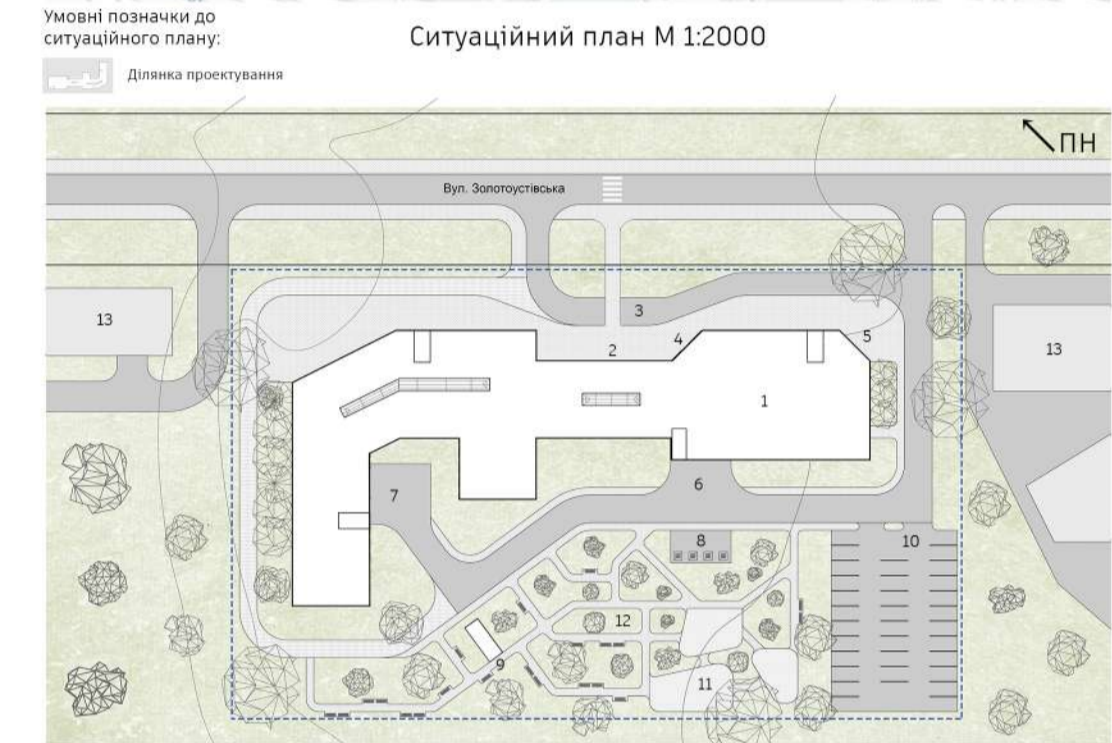 Умовні позначки до
ситуаційного плану:
Ситуаційний план М 1:2000
Ділянка проектування
ПН
Вул. Золотоустівська
13
3
2
4
5
13
1
7
6
8
10
12
9
11